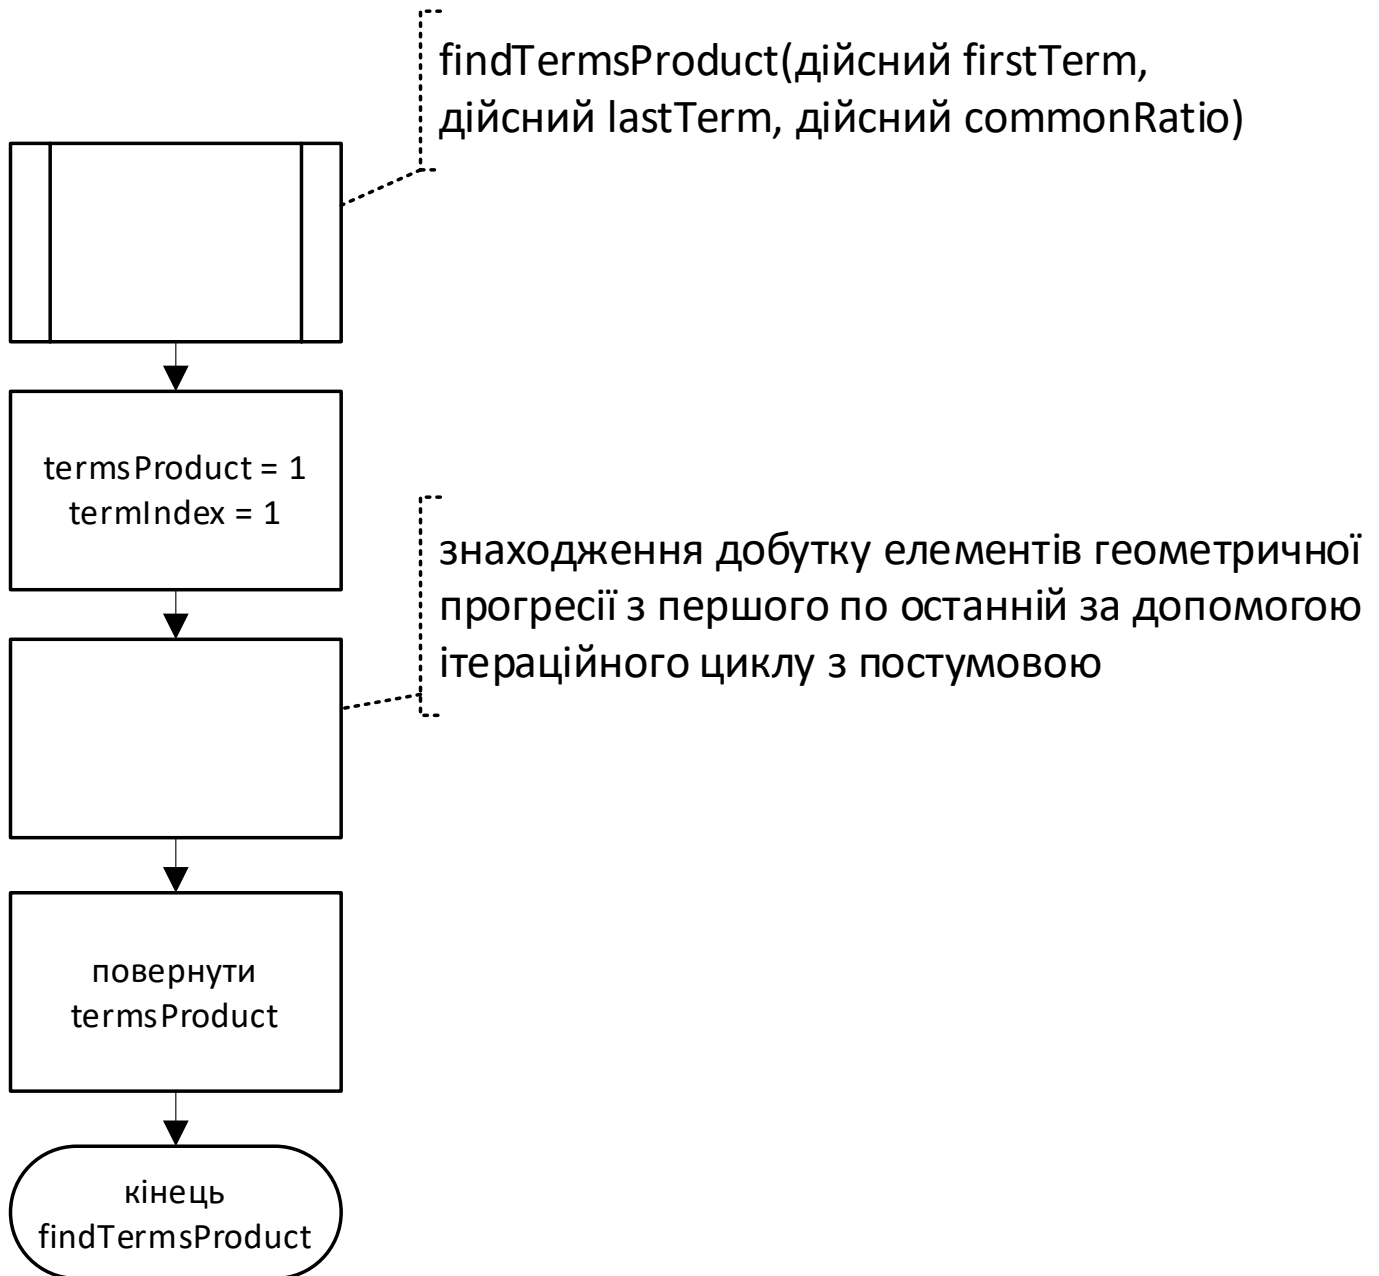 findTermsProduct(дійсний firstTerm,
дійсний lastTerm, дійсний commonRatio)
termsProduct = 1
termIndex = 1
знаходження добутку елементів геометричної
прогресії з першого по останній за допомогою
ітераційного циклу з постумовою
повернути
termsProduct
кінець
findTermsProduct